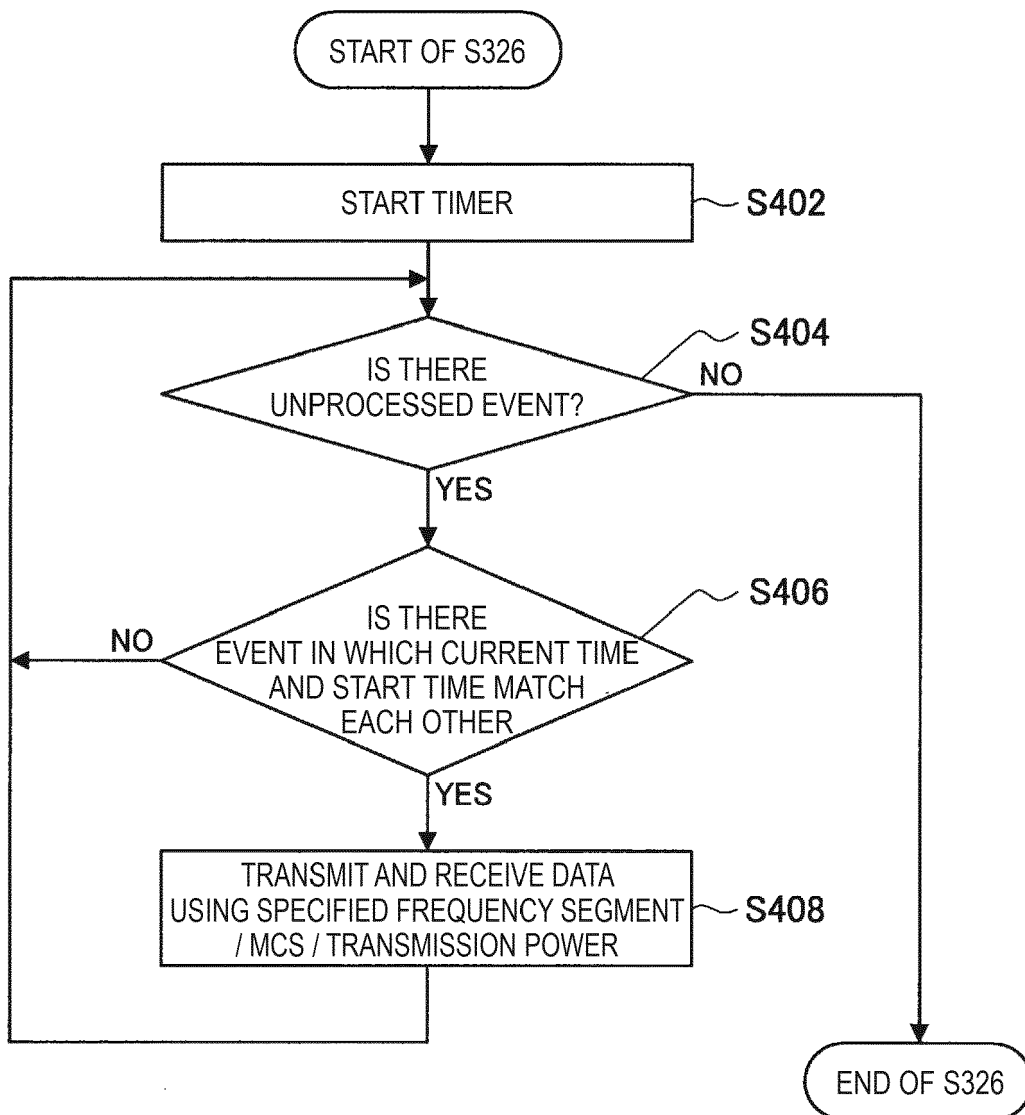 START OF S326
START TIMER
S402
S404
IS THERE
UNPROCESSED EVENT?
NO
YES
S406
IS THERE
EVENT IN WHICH CURRENT TIME
AND START TIME MATCH
EACH OTHER
NO
YES
TRANSMIT AND RECEIVE DATA
USING SPECIFIED FREQUENCY SEGMENT
/ MCS / TRANSMISSION POWER
S408
END OF S326